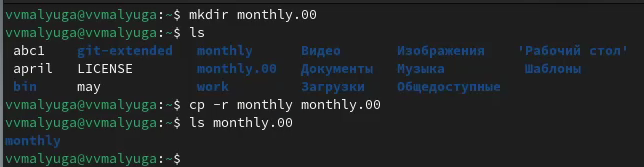 vvmalyuga@vvmalyuga:~$ mkdir monthly.00
vvmalyuga@vvmalyuga:~$ ls
abc1 git-extended monthly Видео Изображения 'Рабочий стол'
april LICENSE monthly.00 Документы Музыка Шаблоны
bin may work Загрузки Общедоступные
vvmalyuga@vvmalyuga:~$ cp -r monthly monthly.00
vvmalyuga@vvmalyuga:~$ ls monthly.00
monthly
vvmalyuga@vvmalyuga:~$